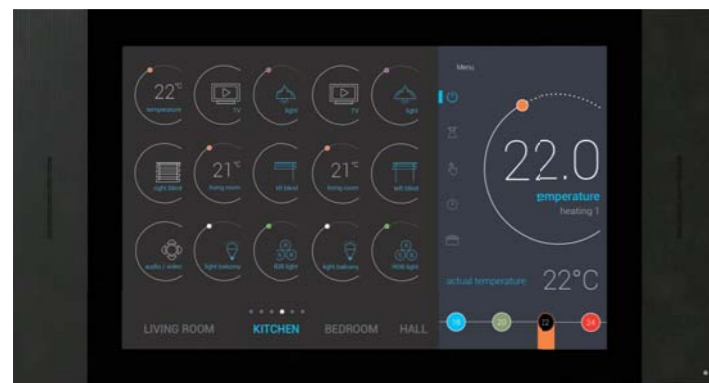 22°C
temperature
TV
light
TV
light
right blind
21°C
living room
tilt blind
21°C
living room
left blind
audio / video
light balcony
RGB light
light balcony
RGB light
LIVING ROOM
KITCHEN
BEDROOM
HALL
Menu
22.0
temperature
heating 1
actual temperature
22°C
18
20
24